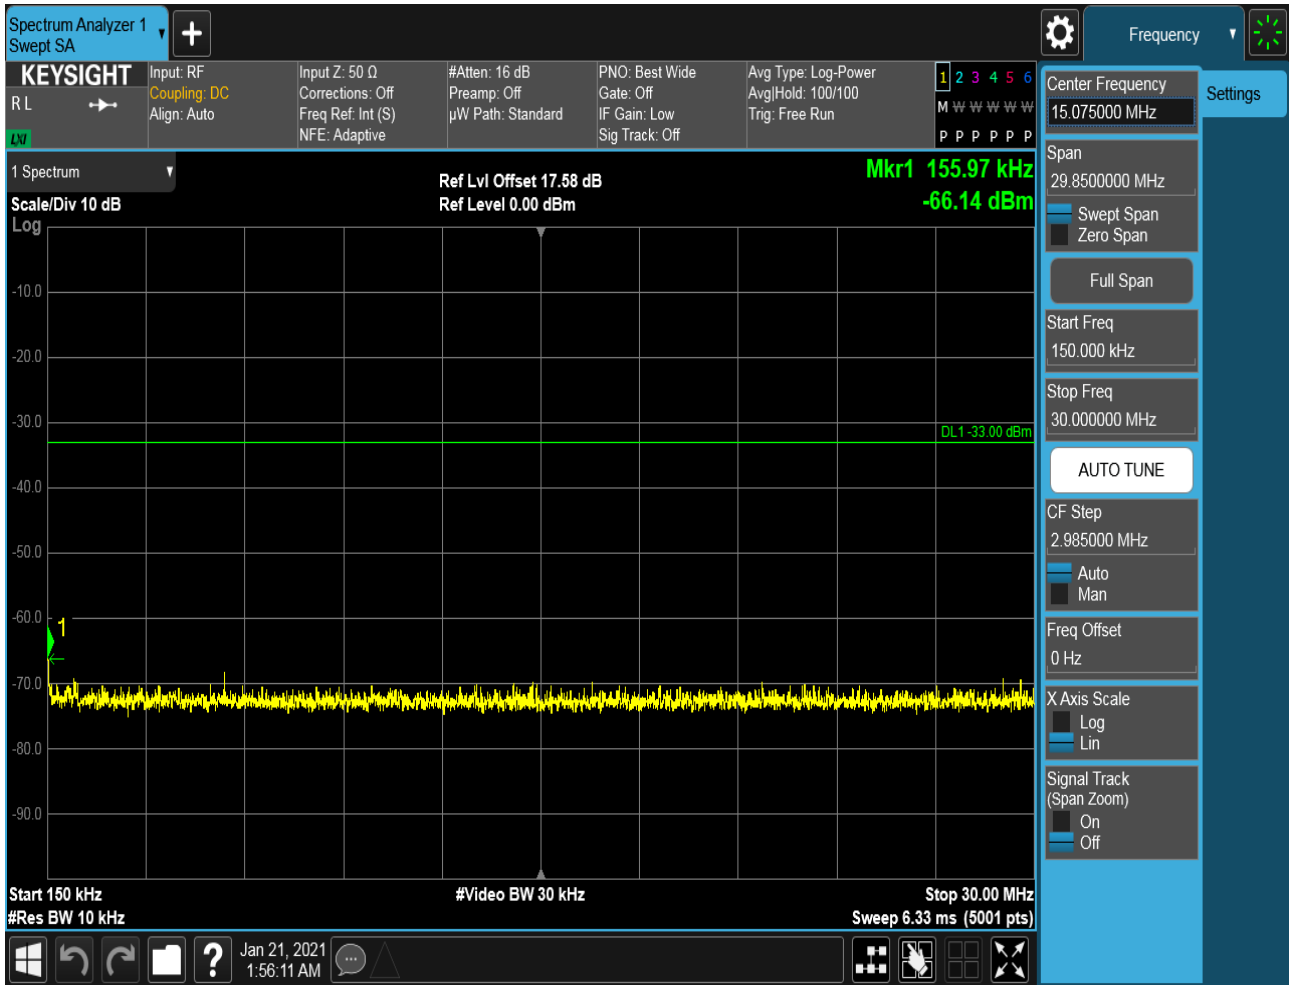 Spectrum Analyzer 1
Swept SA
Frequency
KEYSIGHT
R L
LXI
Input: RF
Coupling: DC
Align: Auto
Input Z: 50 Ω
Corrections: Off
Freq Ref: Int (S)
NFE: Adaptive
#Atten: 16 dB
Preamp: Off
µW Path: Standard
PNO: Best Wide
Gate: Off
IF Gain: Low
Sig Track: Off
Avg Type: Log-Power
Avg|Hold: 100/100
Trig: Free Run
1 2 3 4 5 6
M W W W W W
P P P P P P
1 Spectrum
Scale/Div 10 dB
Log
Ref Lvl Offset 17.58 dB
Ref Level 0.00 dBm
Mkr1 155.97 kHz
-66.14 dBm
-10.0
-20.0
-30.0
DL1 -33.00 dBm
-40.0
-50.0
-60.0
1
-70.0
-80.0
-90.0
Start 150 kHz
#Res BW 10 kHz
#Video BW 30 kHz
Stop 30.00 MHz
Sweep 6.33 ms (5001 pts)
Center Frequency
15.075000 MHz
Settings
Span
29.8500000 MHz
Swept Span
Zero Span
Full Span
Start Freq
150.000 kHz
Stop Freq
30.000000 MHz
AUTO TUNE
CF Step
2.985000 MHz
Auto
Man
Freq Offset
0 Hz
X Axis Scale
Log
Lin
Signal Track
(Span Zoom)
On
Off
?
Jan 21, 2021
1:56:11 AM